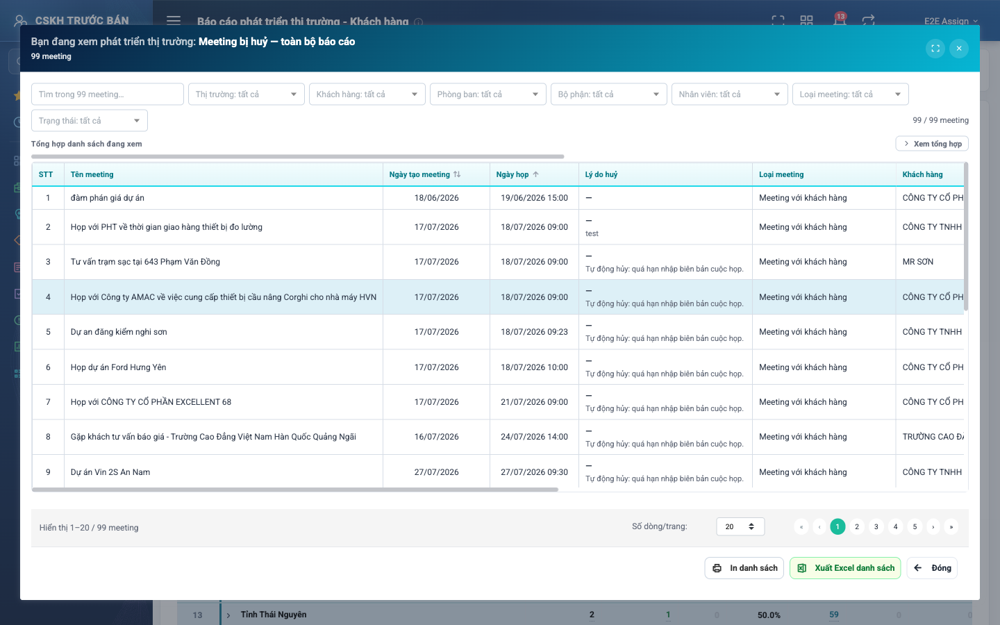 CSKH TRƯỚC BÁN
Báo cáo phát triển thị trường - Khách hàng
13
E2E Assign
Bạn đang xem phát triển thị trường: Meeting bị huỷ — toàn bộ báo cáo
99 meeting
Tìm trong 99 meeting...
Thị trường: tất cả
Khách hàng: tất cả
Phòng ban: tất cả
Bộ phận: tất cả
Nhân viên: tất cả
Loại meeting: tất cả
Trạng thái: tất cả
99 / 99 meeting
Tổng hợp danh sách đang xem
Xem tổng hợp
STT Tên meeting Ngày tạo meeting Ngày họp Lý do huỷ Loại meeting Khách hàng
1 đàm phán giá dự án 18/06/2026 19/06/2026 15:00 — Meeting với khách hàng CÔNG TY CỔ PH
2 Họp với PHT về thời gian giao hàng thiết bị đo lường 17/07/2026 18/07/2026 09:00 — Meeting với khách hàng CÔNG TY TNHH
test
3 Tư vấn trạm sạc tại 643 Phạm Văn Đồng 17/07/2026 18/07/2026 09:00 — Meeting với khách hàng MR SƠN
Tự động hủy: quá hạn nhập biên bản cuộc họp.
4 Họp với Công ty AMAC về việc cung cấp thiết bị cầu nâng Corghi cho nhà máy HVN 17/07/2026 18/07/2026 09:00 — Meeting với khách hàng CÔNG TY CỔ PH
Tự động hủy: quá hạn nhập biên bản cuộc họp.
5 Dự an đăng kiểm nghi sơn 17/07/2026 18/07/2026 09:23 — Meeting với khách hàng CÔNG TY TNHH
Tự động hủy: quá hạn nhập biên bản cuộc họp.
6 Họp dự án Ford Hưng Yên 17/07/2026 18/07/2026 10:00 — Meeting với khách hàng CÔNG TY CỔ PH
Tự động hủy: quá hạn nhập biên bản cuộc họp.
7 Họp với CÔNG TY CỔ PHẦN EXCELLENT 68 17/07/2026 21/07/2026 09:00 — Meeting với khách hàng CÔNG TY CỔ PH
Tự động hủy: quá hạn nhập biên bản cuộc họp.
8 Gặp khách tư vấn báo giá - Trường Cao Đẳng Việt Nam Hàn Quốc Quảng Ngãi 16/07/2026 24/07/2026 14:00 — Meeting với khách hàng TRƯỜNG CAO ĐẲ
Tự động hủy: quá hạn nhập biên bản cuộc họp.
9 Dự án Vin 2S An Nam 27/07/2026 27/07/2026 09:30 — Meeting với khách hàng CÔNG TY TNHH
Tự động hủy: quá hạn nhập biên bản cuộc họp.
Hiển thị 1–20 / 99 meeting
Số dòng/trang: 20
« ‹ 1 2 3 4 5 › »
In danh sách
Xuất Excel danh sách
Đóng
13 Tỉnh Thái Nguyên 2 1 0 50.0% 59 0 0